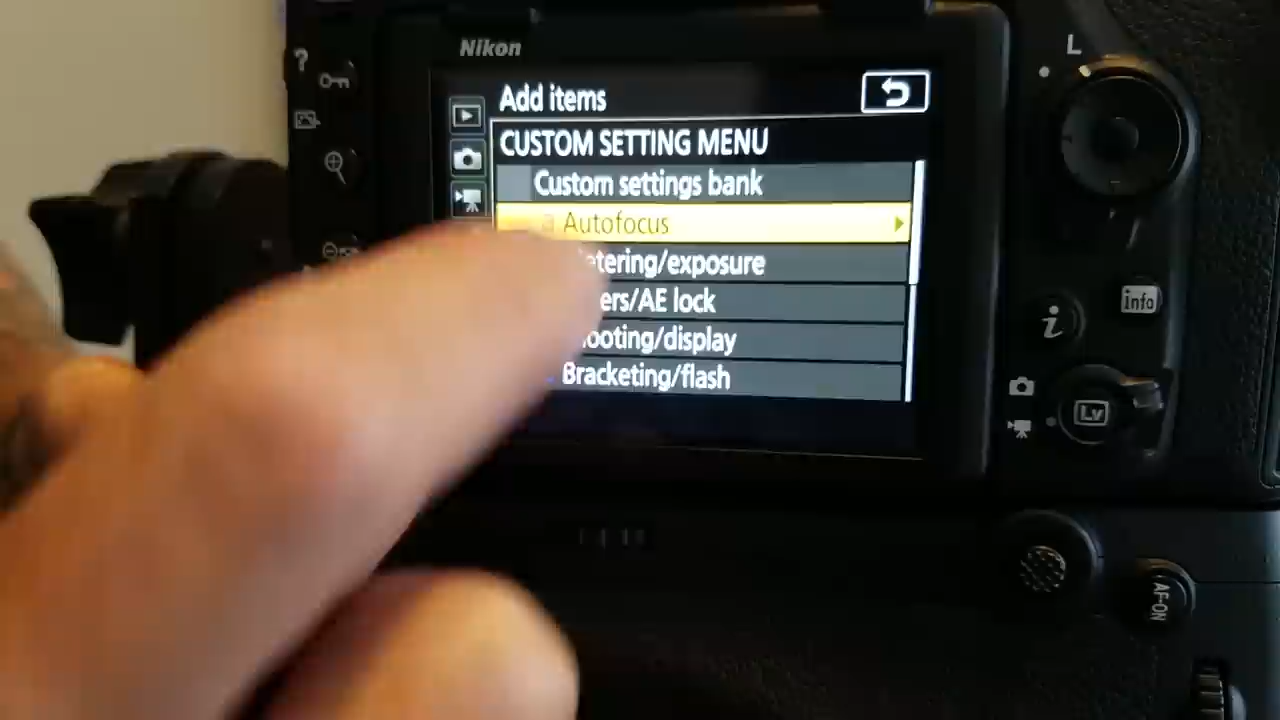 Nikon
?
L
Add items
CUSTOM SETTING MENU
Custom settings bank
a Autofocus
etering/exposure
ers/AE lock
ooting/display
Bracketing/flash
info
i
Lv
AF-ON